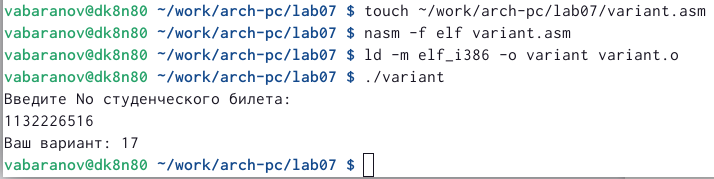 vabaranov@dk8n80 ~/work/arch-pc/lab07 $ touch ~/work/arch-pc/lab07/variant.asm
vabaranov@dk8n80 ~/work/arch-pc/lab07 $ nasm -f elf variant.asm
vabaranov@dk8n80 ~/work/arch-pc/lab07 $ ld -m elf_i386 -o variant variant.o
vabaranov@dk8n80 ~/work/arch-pc/lab07 $ ./variant
Введите No студенческого билета:
1132226516
Ваш вариант: 17
vabaranov@dk8n80 ~/work/arch-pc/lab07 $